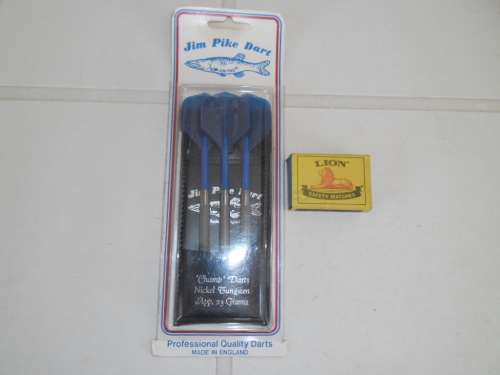 Jim Pike Dart
Jim Pike Dart
"Champ" Darts
Nickel Tungsten
App. 23 Grams
Professional Quality Darts
MADE IN ENGLAND
LION
SAFETY MATCHES